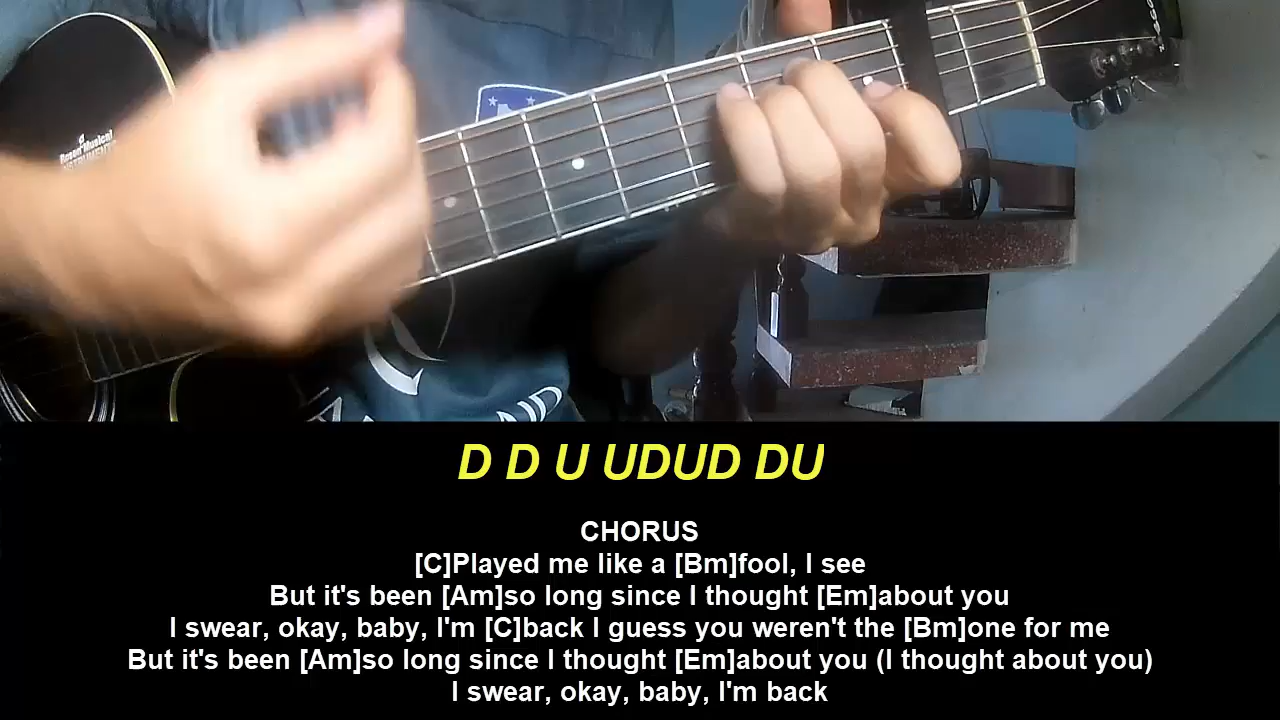 D D U UDUD DU
CHORUS
[C]Played me like a [Bm]fool, I see
But it's been [Am]so long since I thought [Em]about you
I swear, okay, baby, I'm [C]back I guess you weren't the [Bm]one for me
But it's been [Am]so long since I thought [Em]about you (I thought about you)
I swear, okay, baby, I'm back